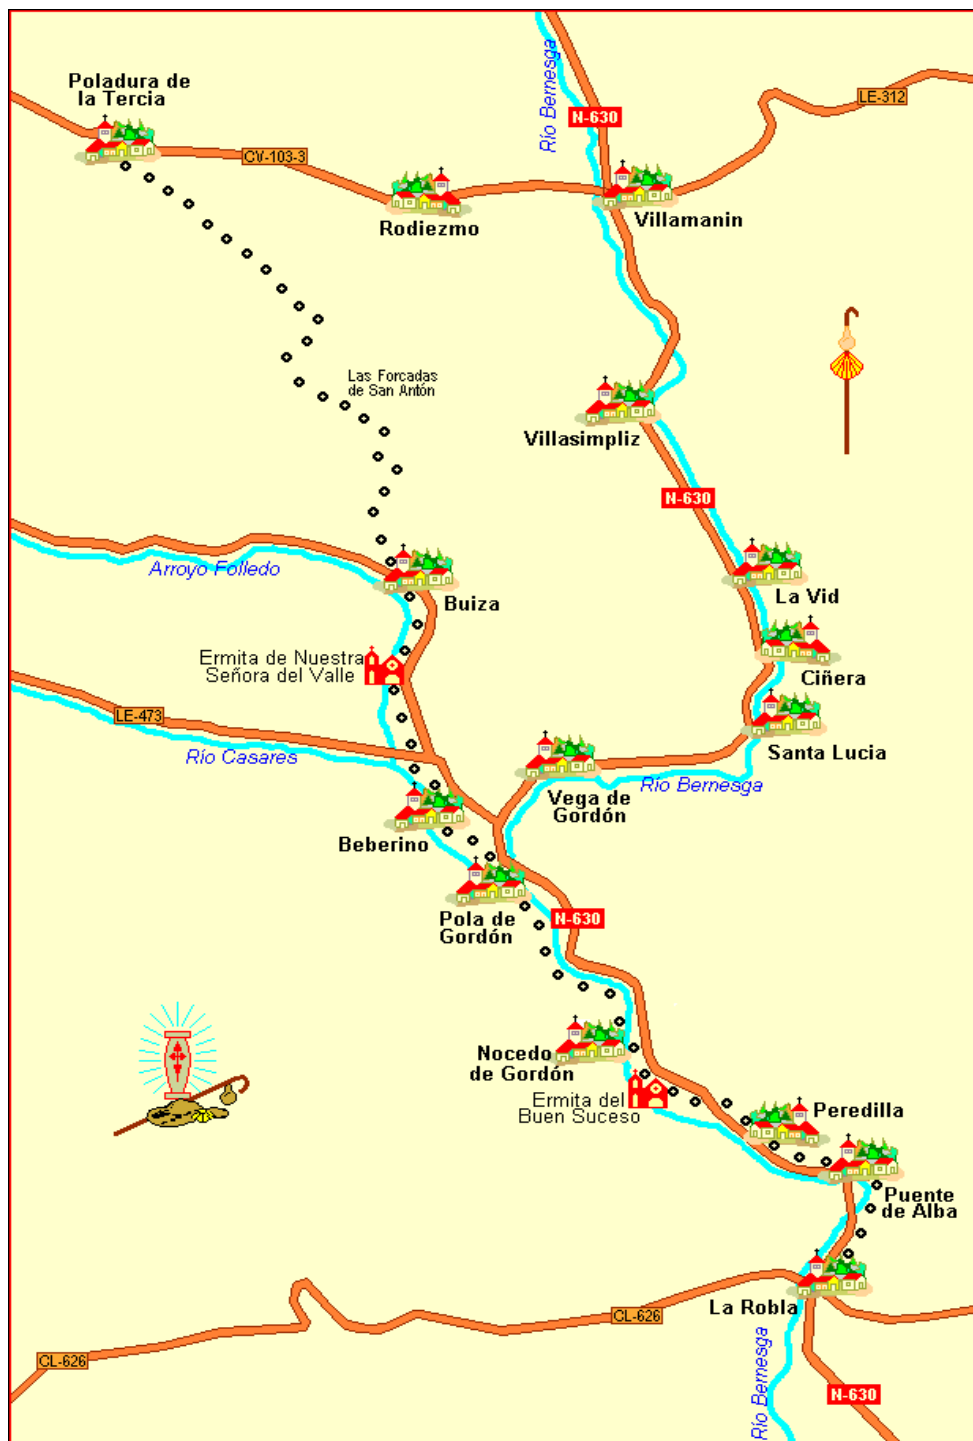 Poladura de
la Tercia
Río Bernesga
LE-312
N-630
CV-103-3
Rodiezmo
Villamanin
Las Forcadas
de San Antón
Villasimpliz
N-630
Arroyo Folledo
Buiza
La Vid
Ermita de Nuestra
Señora del Valle
Ciñera
LE-473
Río Casares
Santa Lucia
Río Bernesga
Vega de
Gordón
Beberino
Pola de
Gordón
N-630
Nocedo
de Gordón
Ermita del
Buen Suceso
Peredilla
Puente
de Alba
La Robla
CL-626
CL-626
Río Bernesga
N-630